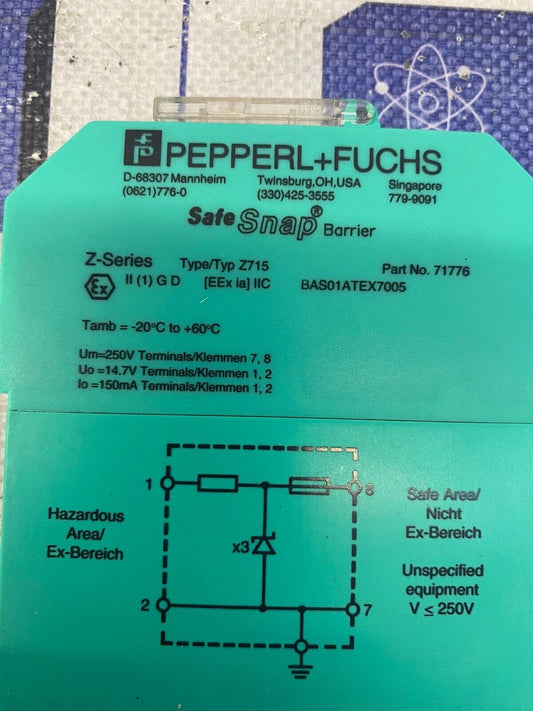 PEPPERL+FUCHS
D-68307 Mannheim Twinsburg,OH,USA Singapore
(0621)776-0 (330)425-3555 779-9091
Safe Snap® Barrier
Z-Series Type/Typ Z715 Part No. 71776
Ex II (1) G D [EEx ia] IIC BAS01ATEX7005
Tamb = -20°C to +60°C
Um=250V Terminals/Klemmen 7, 8
Uo =14.7V Terminals/Klemmen 1, 2
Io =150mA Terminals/Klemmen 1, 2
1
8
Hazardous
Area/
Ex-Bereich
x3
Safe Area/
Nicht
Ex-Bereich
Unspecified
equipment
V ≤ 250V
2
7